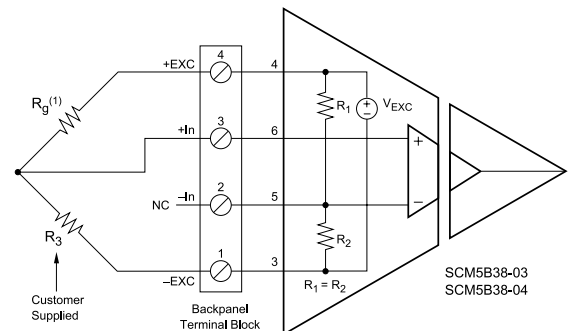 +EXC
4
4
Rg(1)
R1
VEXC
+
−
+In
3
6
+
−In
NC
2
5
−
R3
R2
1
3
−EXC
R1 = R2
SCM5B38-03
SCM5B38-04
Customer
Supplied
Backpanel
Terminal Block